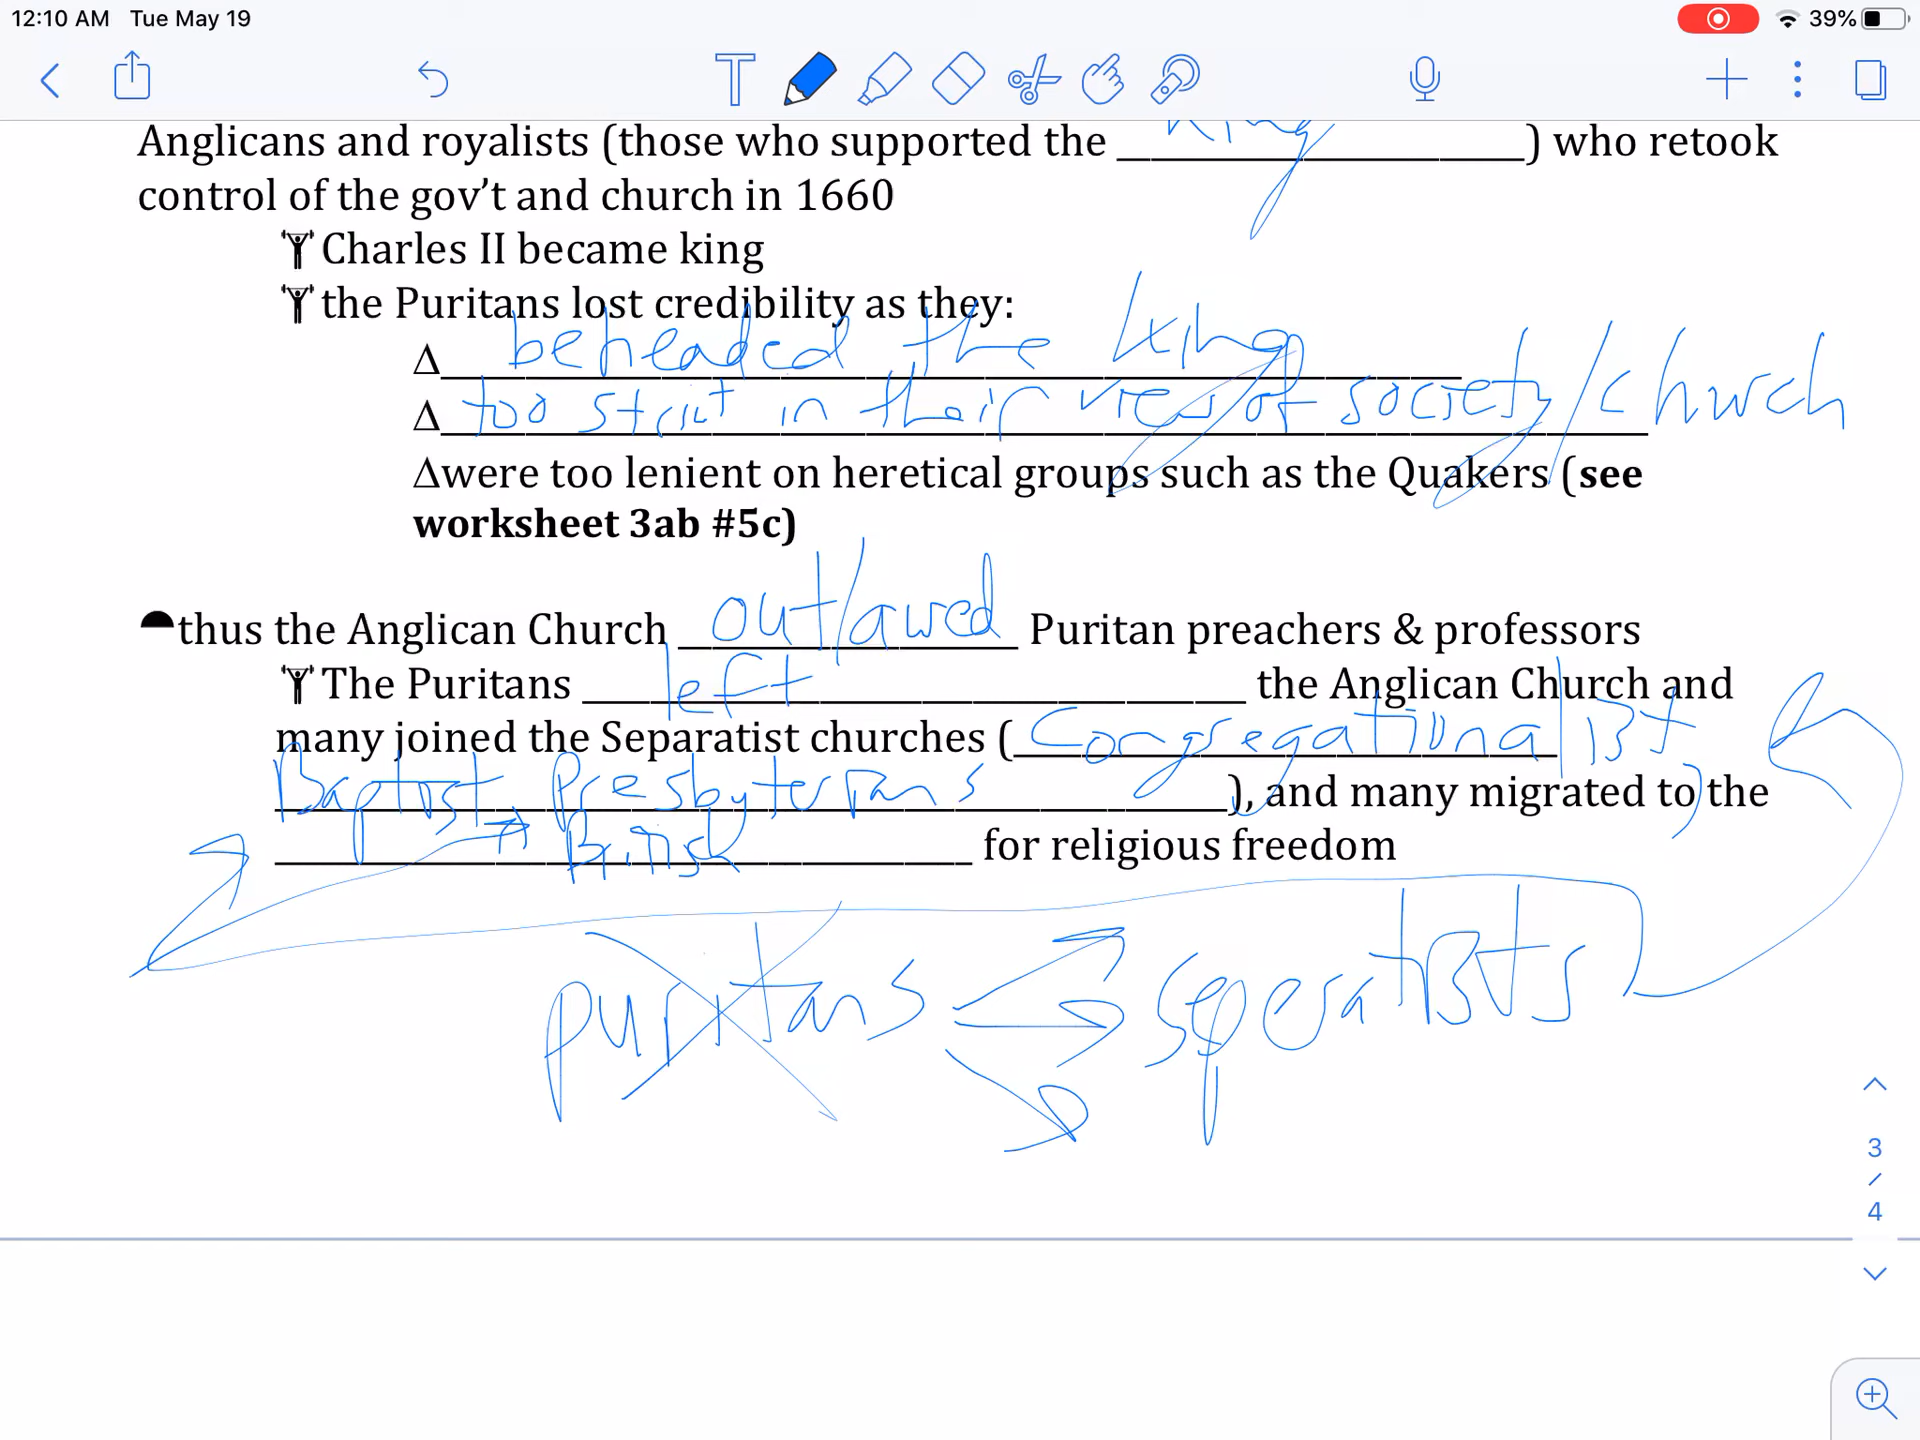 12:10 AM Tue May 19
39%
Anglicans and royalists (those who supported the king) who retook
control of the gov't and church in 1660
Charles II became king
the Puritans lost credibility as they:
Δ beheaded the king
Δ too strict in their view of society/church
Δwere too lenient on heretical groups such as the Quakers (see
worksheet 3ab #5c)
thus the Anglican Church outlawed Puritan preachers & professors
The Puritans left the Anglican Church and
many joined the Separatist churches (Congregationalist,
Baptist, Presbyterians), and many migrated to the
British for religious freedom
puritans seperatists
3
/
4